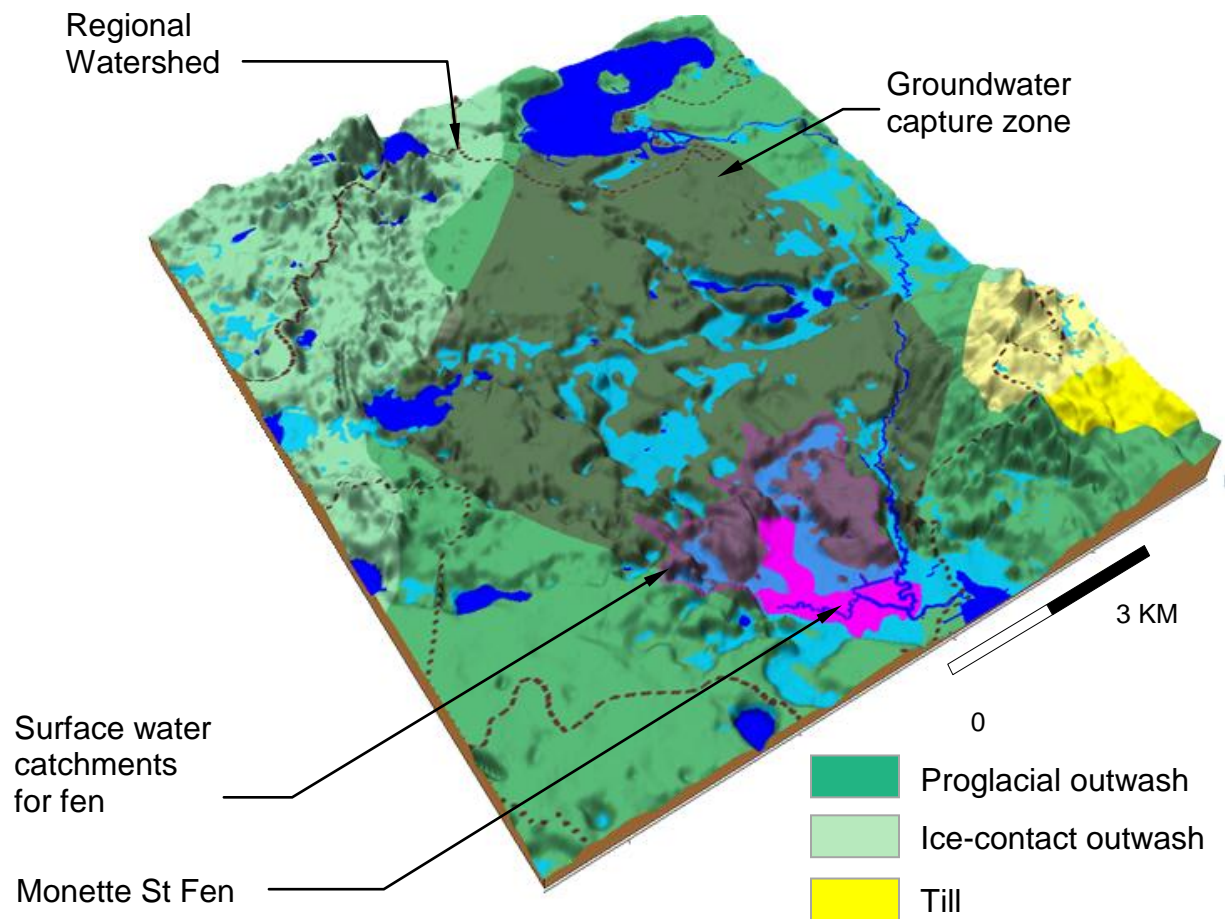 Regional
Watershed
Groundwater
capture zone
3 KM
0
Surface water
catchments
for fen
Monette St Fen
Proglacial outwash
Ice-contact outwash
Till